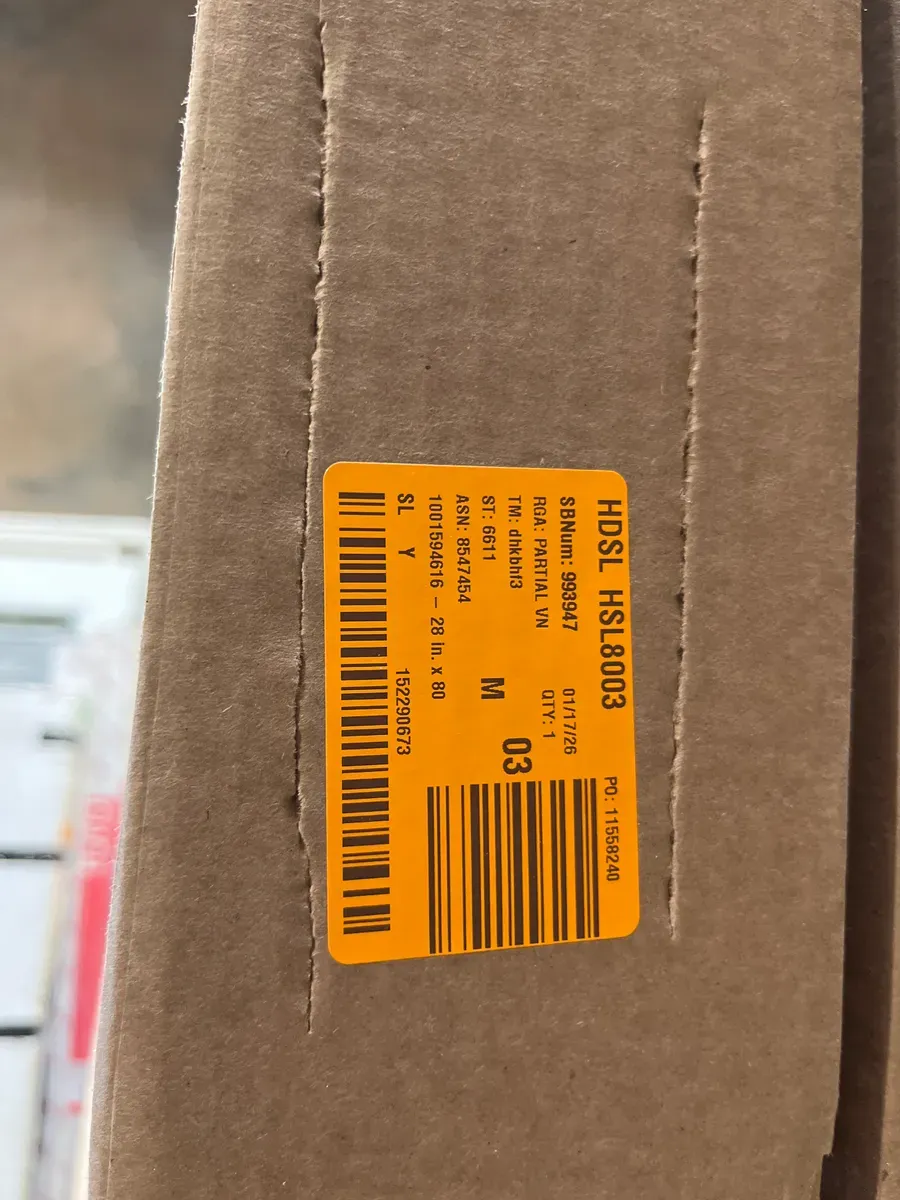 HDSL HSL8003
PO: 11558240
SBNum: 993947 01/17/26
RGA: PARTIAL VN QTY: 1
TM: dhkbhf3 03
ST: 6611 M
ASN: 8547454
1001594616 – 28 in. x 80
SL Y 152290673